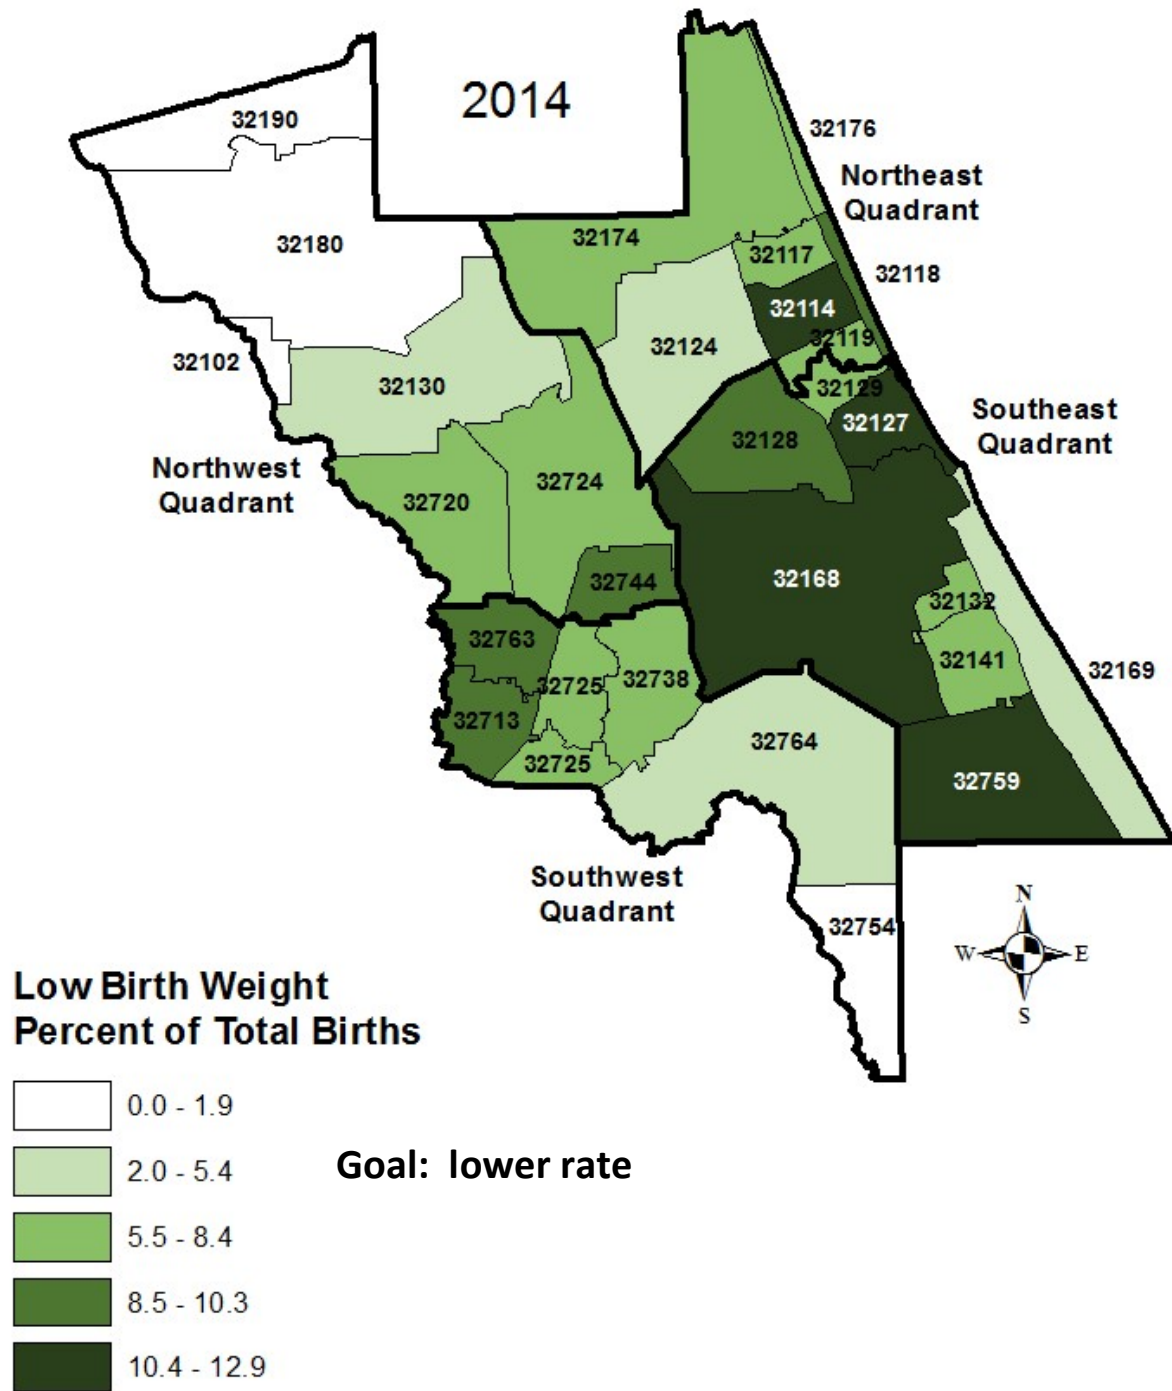 2014
32190
32176
Northeast
Quadrant
32180
32174
32117
32118
32114
32102
32124
32119
32130
32129
32127
Southeast
Quadrant
32128
Northwest
Quadrant
32720
32724
32744
32168
32132
32763
32725
32738
32141
32169
32713
32764
32725
32759
Southwest
Quadrant
32754
N
W
E
S
Low Birth Weight
Percent of Total Births
0.0 - 1.9
2.0 - 5.4
Goal: lower rate
5.5 - 8.4
8.5 - 10.3
10.4 - 12.9